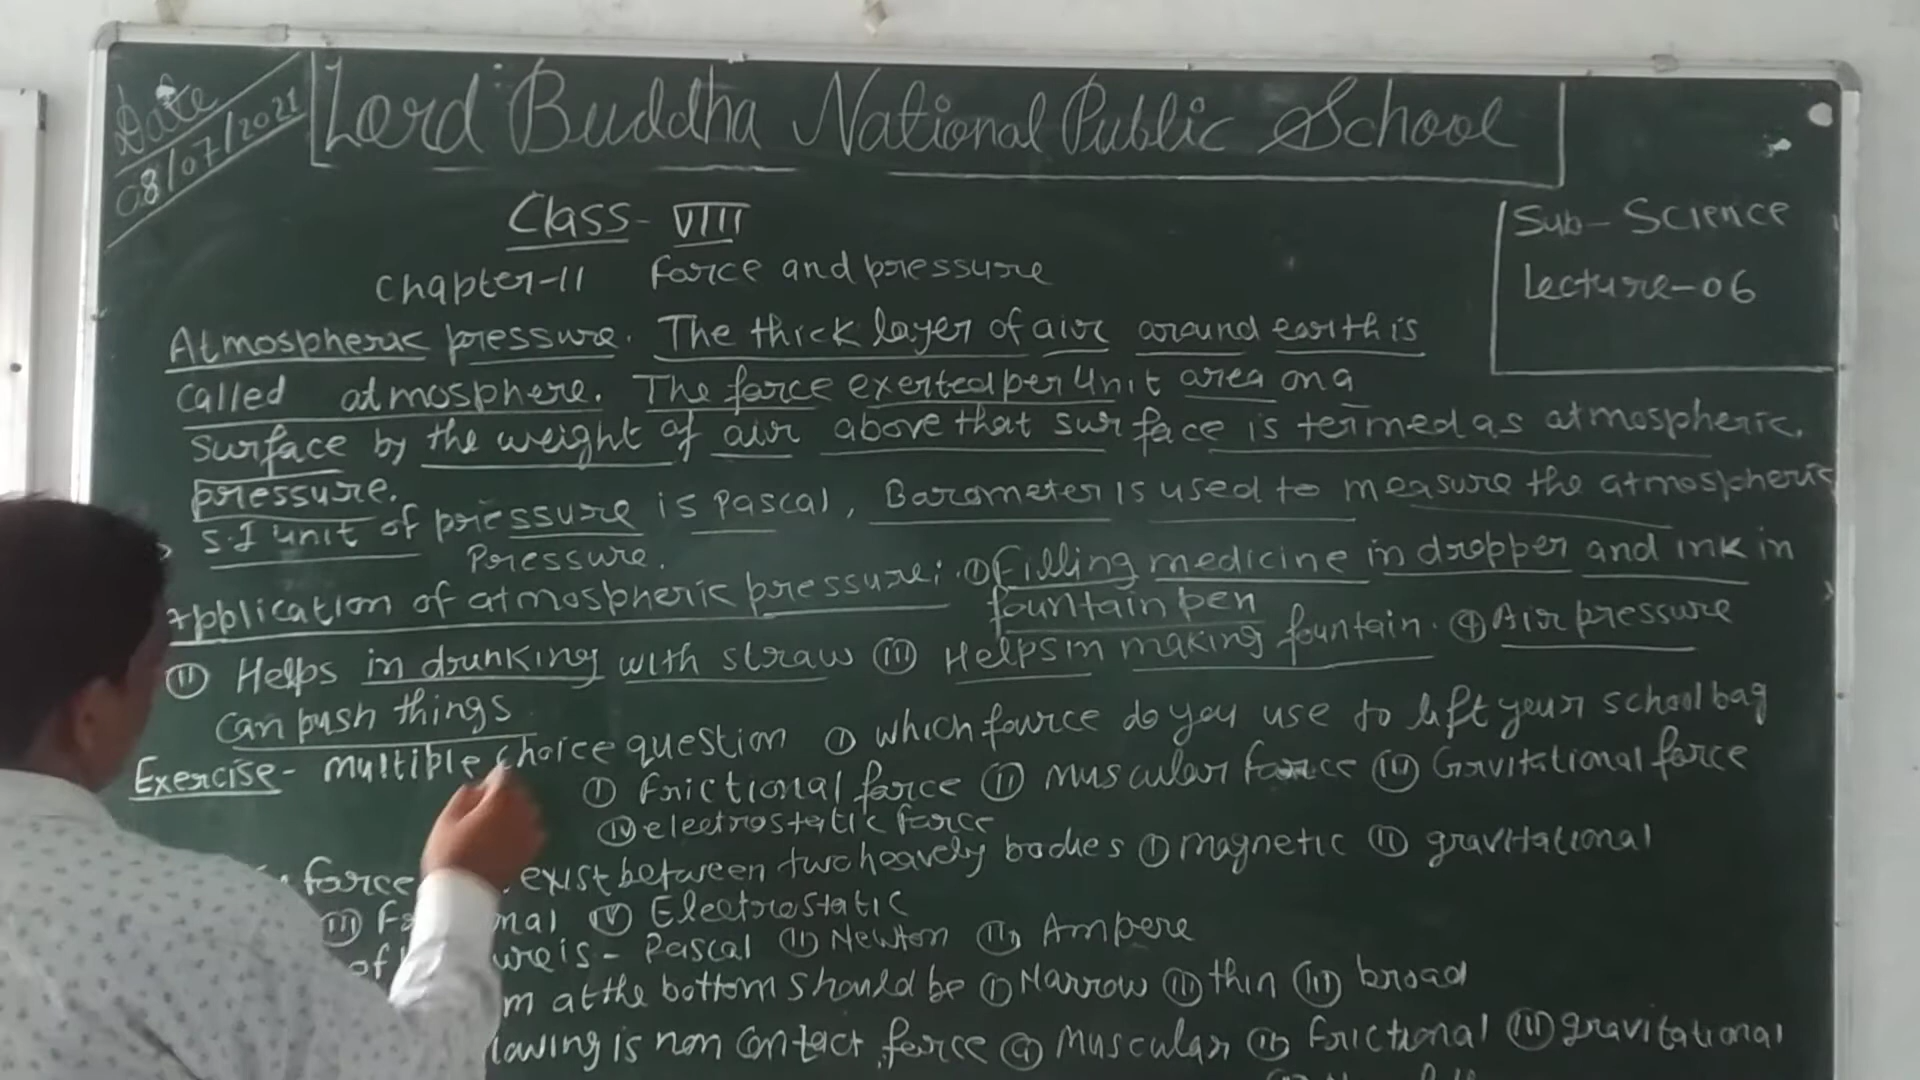 Date
08/07/2021
Lord Buddha National Public School
Class- VIII
Sub- Science
Lecture-06
Chapter-11 Force and pressure
Atmospheric pressure. The thick layer of air around earth is
called atmosphere. The force exerted per unit area on a
surface by the weight of air above that surface is termed as atmospheric.
pressure.
S.I unit of pressure is Pascal, Barometer is used to measure the atmospheric
Pressure.
Application of atmospheric pressure: ① Filling medicine in dropper and ink in
fountain pen
(ii) Helps in drinking with straw (iii) Helps in making fountain. ④ Air pressure
can push things
Exercise- multiple choice question ① which fource do you use to lift your school bag
(i) Frictional force (ii) Muscular force (iii) Gravitational force
(iv) electrostatic force
force exist between two heavely bodies (i) magnetic (ii) gravitational
(iii) (iv) Electrostatic
of is- Pascal (ii) Newton (iii) Ampere
at the bottom should be (i) Narrow (ii) thin (iii) broad
is non contact force (a) Muscular (ii) Frictional (iii) gravitational